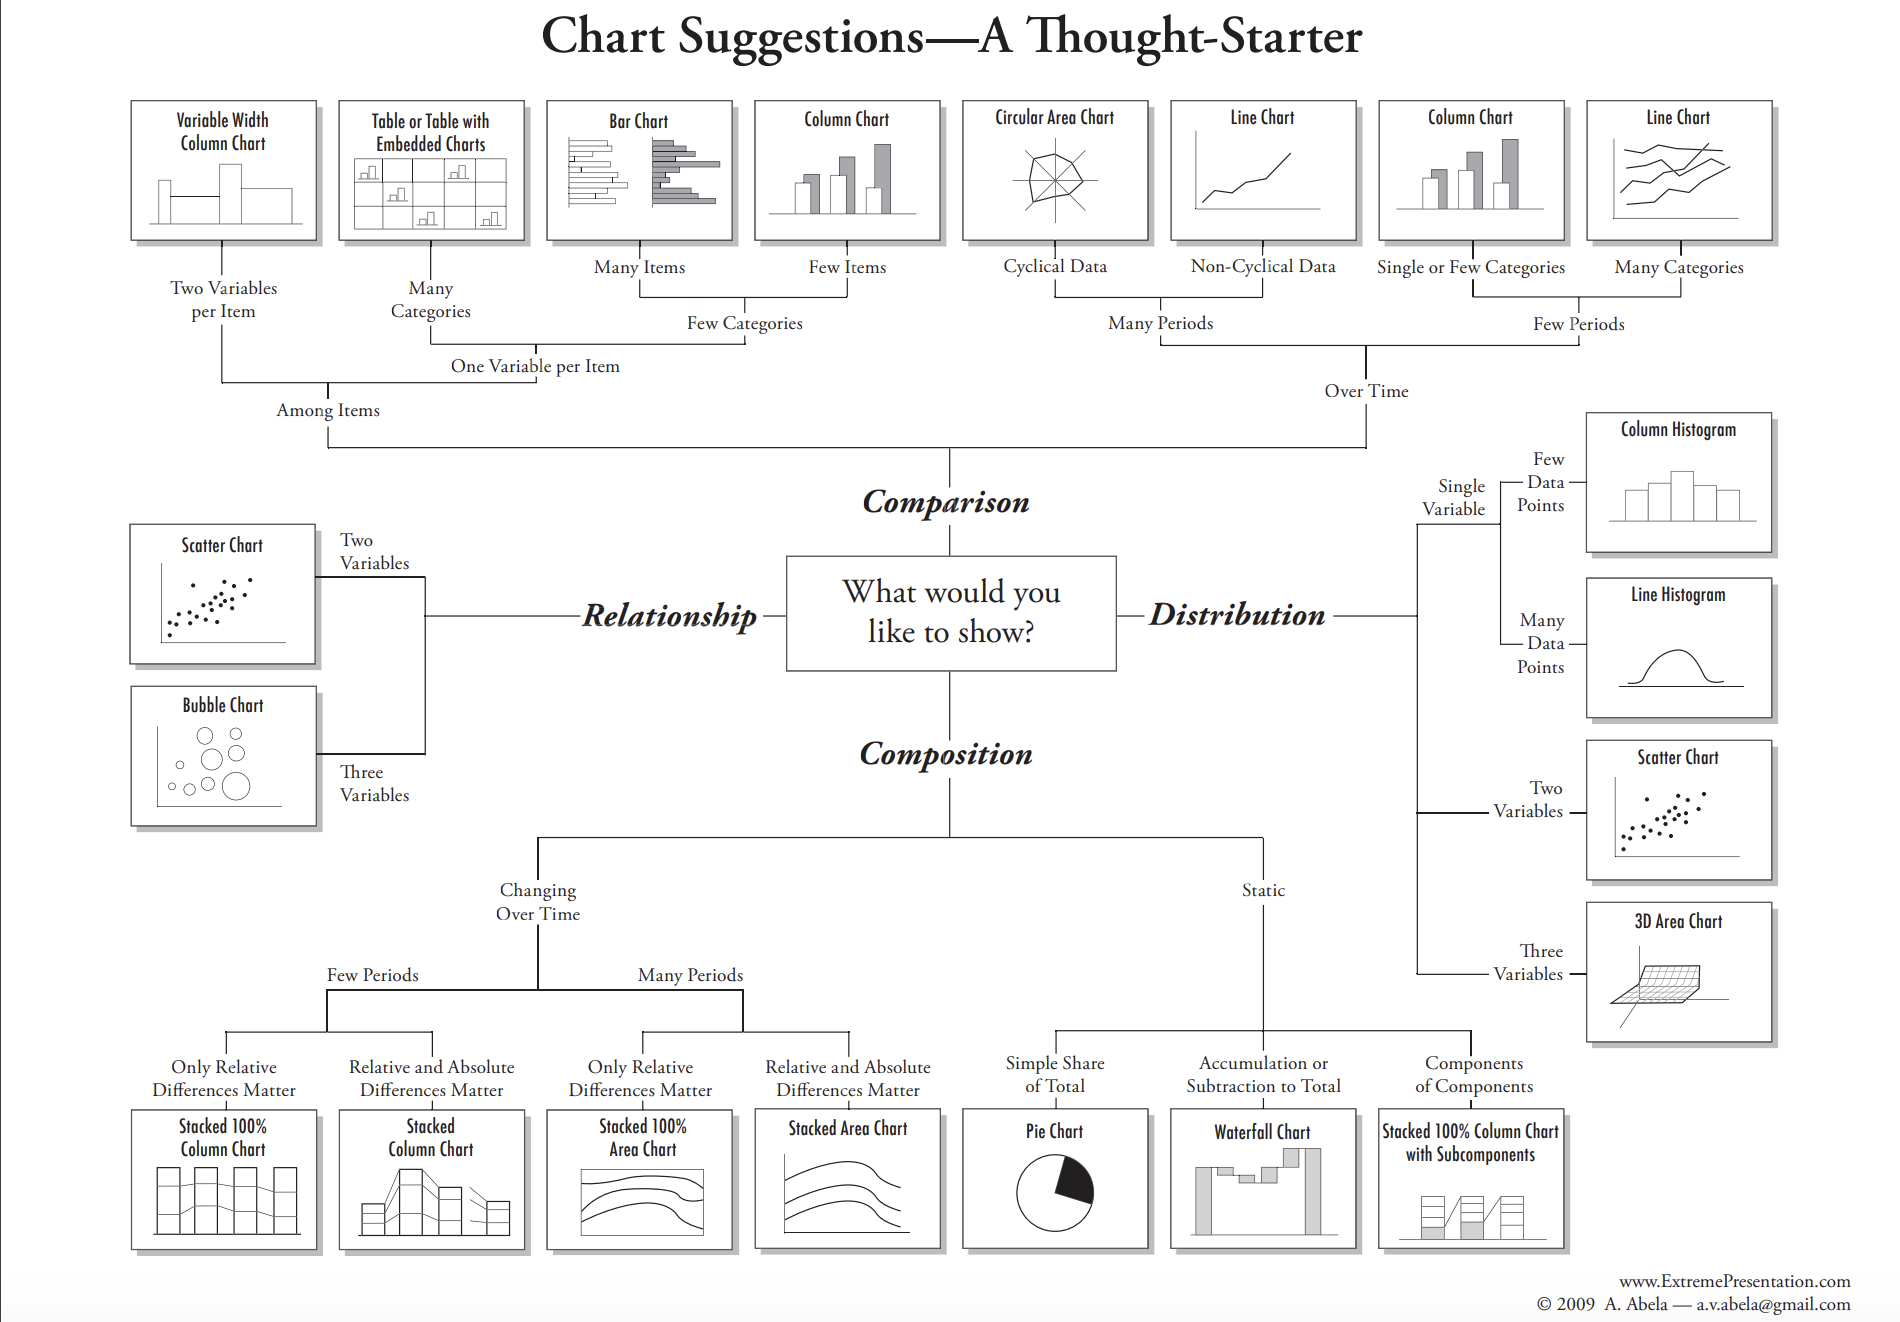 Chart Suggestions—A Thought-Starter
Variable Width
Column Chart
Table or Table with
Embedded Charts
Bar Chart
Column Chart
Circular Area Chart
Line Chart
Column Chart
Line Chart
Two Variables
per Item
Many
Categories
Many Items
Few Items
Cyclical Data
Non-Cyclical Data
Single or Few Categories
Many Categories
Few Categories
Many Periods
Few Periods
One Variable per Item
Over Time
Among Items
Comparison
What would you
like to show?
Relationship
Two
Variables
Scatter Chart
Three
Variables
Bubble Chart
Distribution
Single
Variable
Few
Data
Points
Column Histogram
Many
Data
Points
Line Histogram
Two
Variables
Scatter Chart
Three
Variables
3D Area Chart
Composition
Changing
Over Time
Static
Few Periods
Many Periods
Only Relative
Differences Matter
Relative and Absolute
Differences Matter
Only Relative
Differences Matter
Relative and Absolute
Differences Matter
Simple Share
of Total
Accumulation or
Subtraction to Total
Components
of Components
Stacked 100%
Column Chart
Stacked
Column Chart
Stacked 100%
Area Chart
Stacked Area Chart
Pie Chart
Waterfall Chart
Stacked 100% Column Chart
with Subcomponents
www.ExtremePresentation.com
© 2009 A. Abela — a.v.abela@gmail.com